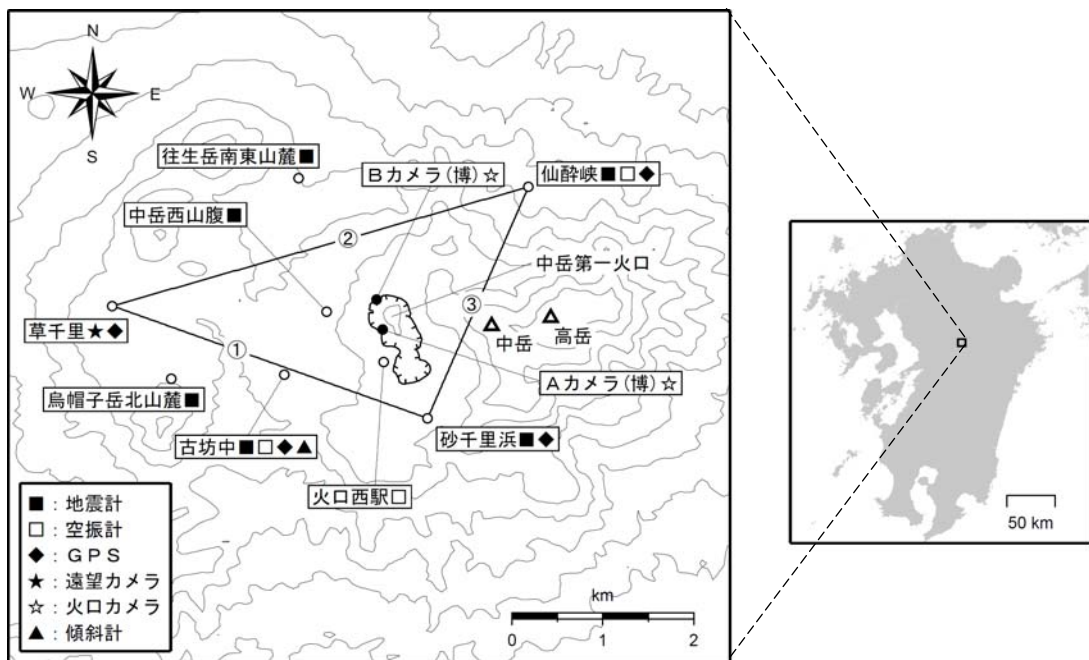 N
W
E
S
往生岳南東山麓■
Bカメラ(博)☆
仙酔峡■□◆
中岳西山腹■
②
中岳第一火口
③
草千里★◆
中岳
高岳
①
烏帽子岳北山麓■
Aカメラ(博)☆
古坊中■□◆▲
砂千里浜■◆
火口西駅□
■：地震計
□：空振計
◆：GPS
★：遠望カメラ
☆：火口カメラ
▲：傾斜計
km
0 1 2
50 km